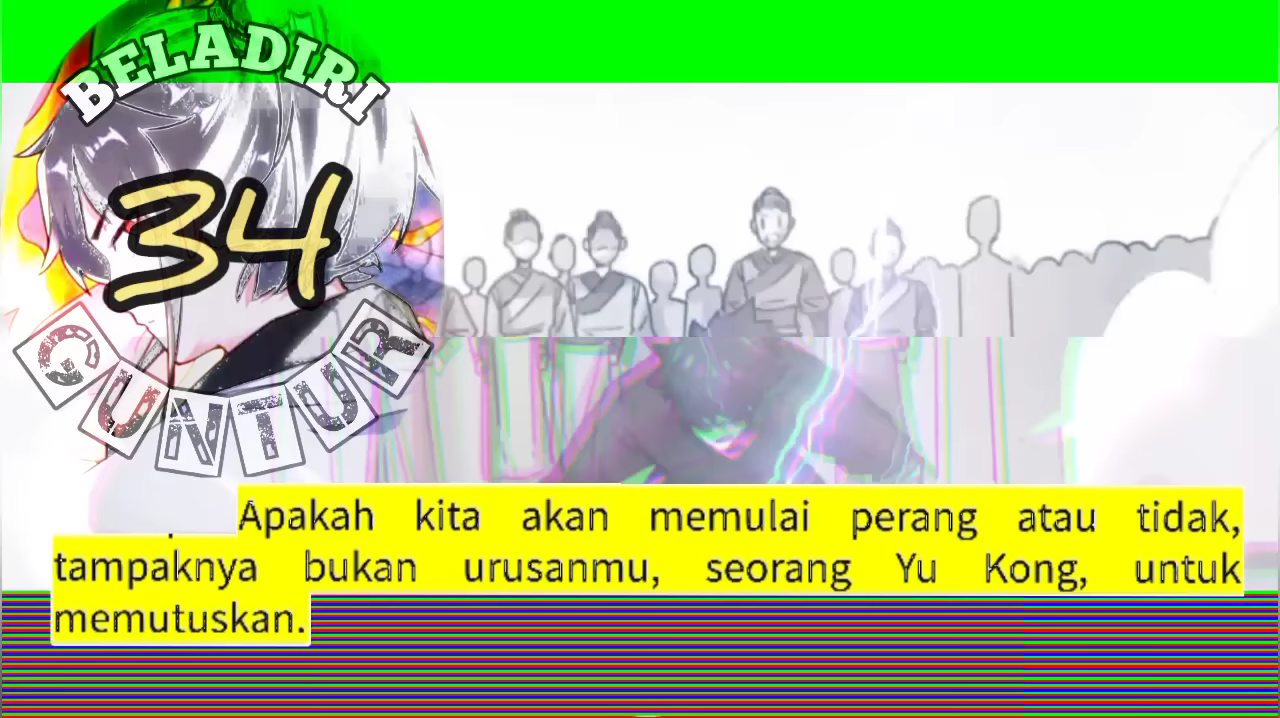 BELADIRI
34
GUNTUR
Apakah kita akan memulai perang atau tidak,
tampaknya bukan urusanmu, seorang Yu Kong, untuk
memutuskan.